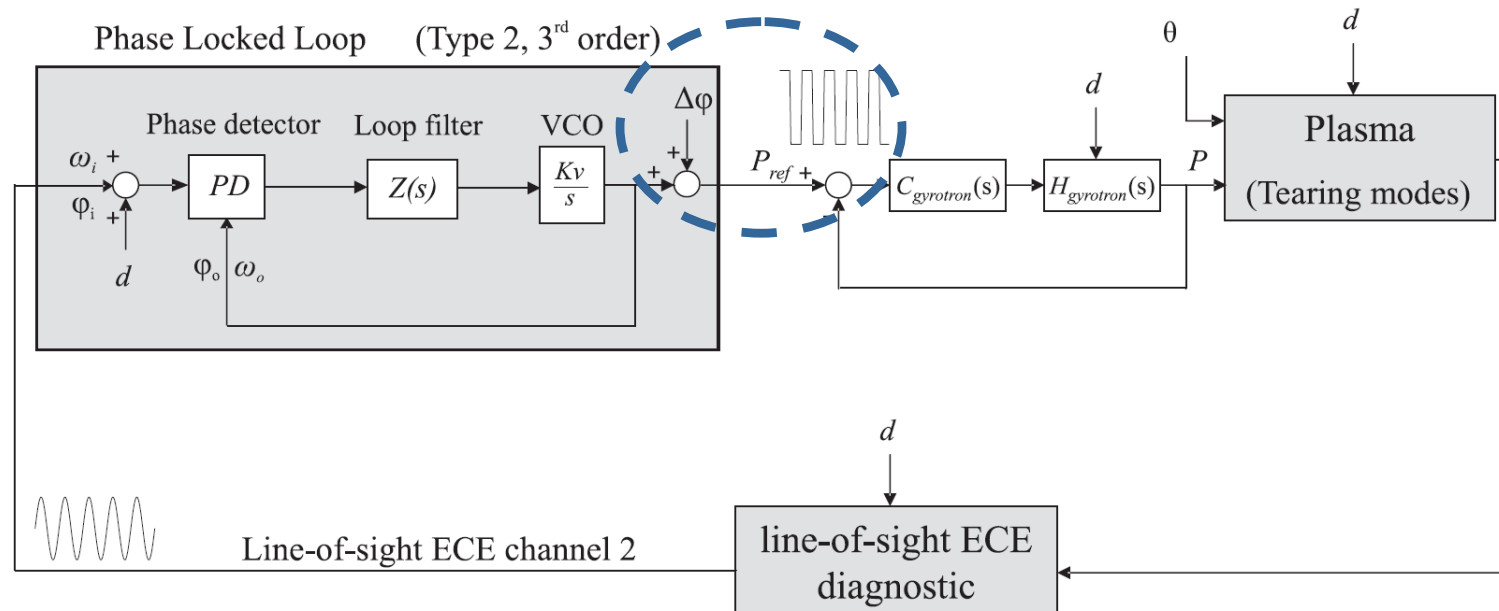 Phase Locked Loop (Type 2, 3rd order)
Phase detector
Loop filter
VCO
Δφ
ωi +
φi +
d
PD
Z(s)
Kv
s
+
+
φo ωo
Pref +
Cgyrotron(s)
d
Hgyrotron(s)
P
θ
d
Plasma
(Tearing modes)
d
Line-of-sight ECE channel 2
line-of-sight ECE
diagnostic